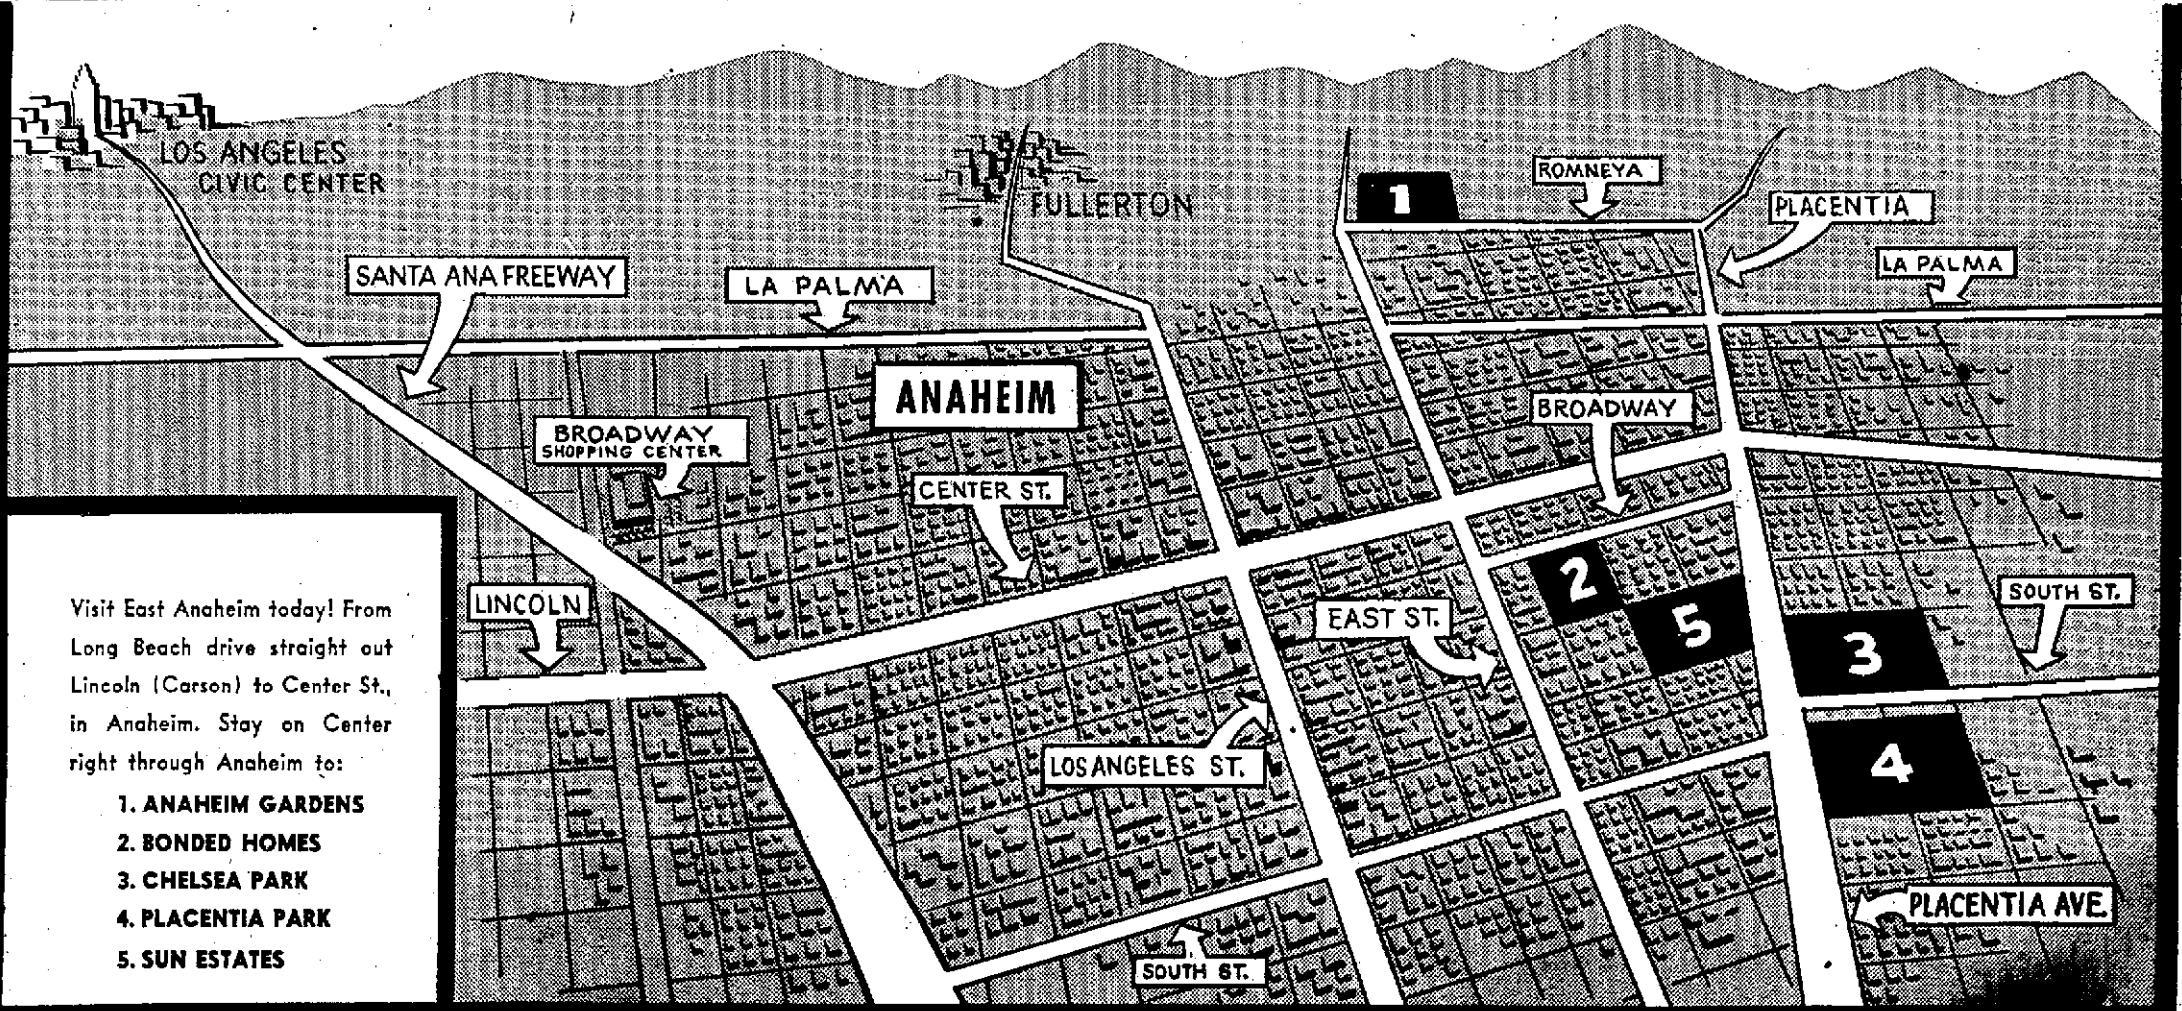 LOS ANGELES
CIVIC CENTER
FULLERTON
1
ROMNEYA
PLACENTIA
LA PALMA
SANTA ANA FREEWAY
LA PALMA
ANAHEIM
BROADWAY
SHOPPING CENTER
BROADWAY
CENTER ST.
LINCOLN
2
EAST ST.
5
3
SOUTH ST.
LOS ANGELES ST.
4
PLACENTIA AVE.
SOUTH ST.
Visit East Anaheim today! From
Long Beach drive straight out
Lincoln (Carson) to Center St.,
in Anaheim. Stay on Center
right through Anaheim to:
1. ANAHEIM GARDENS
2. BONDED HOMES
3. CHELSEA PARK
4. PLACENTIA PARK
5. SUN ESTATES